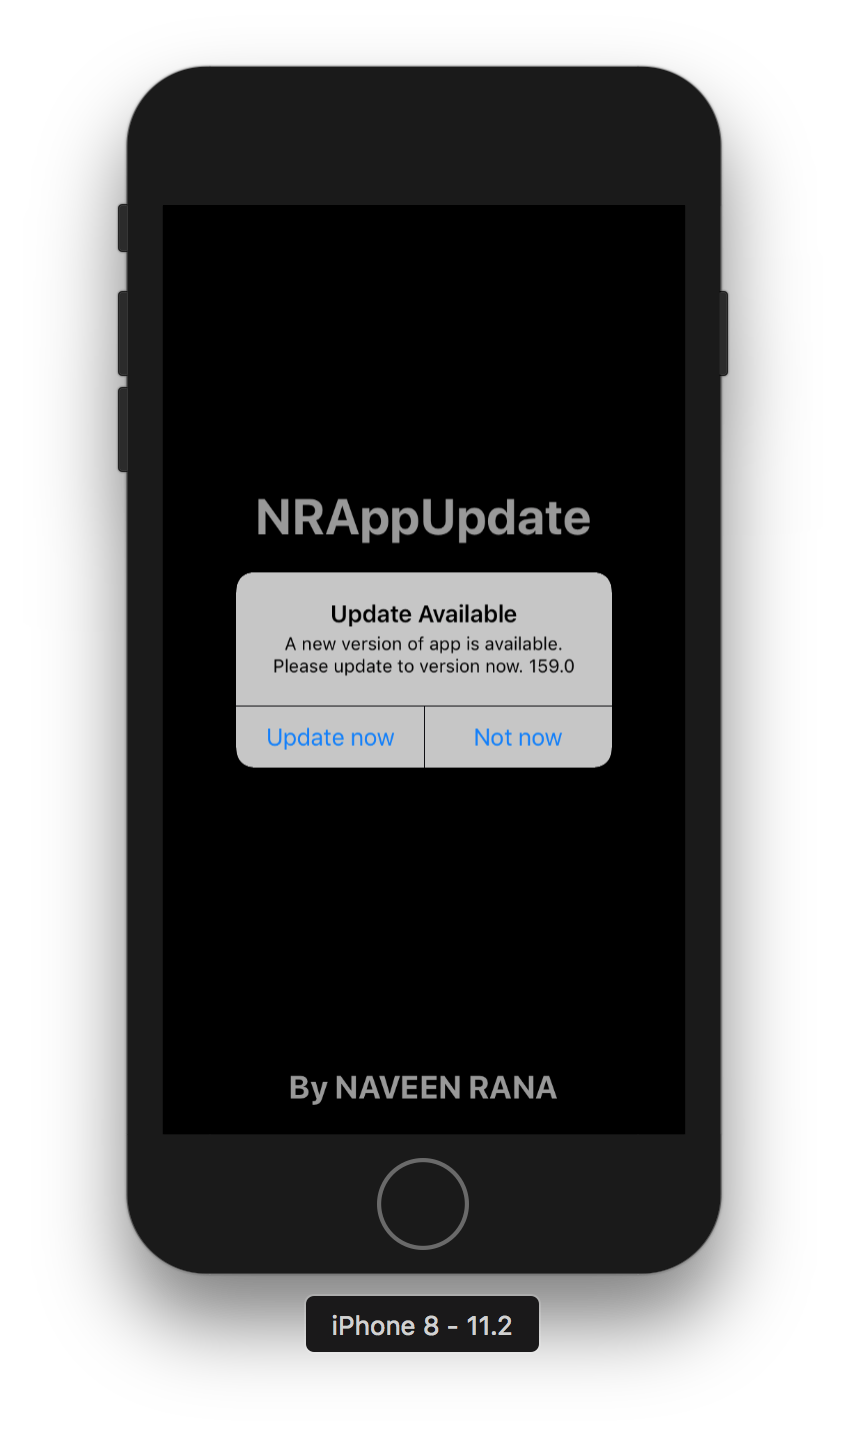 NRAppUpdate
Update Available
A new version of app is available.
Please update to version now. 159.0
Update now
Not now
By NAVEEN RANA
iPhone 8 - 11.2